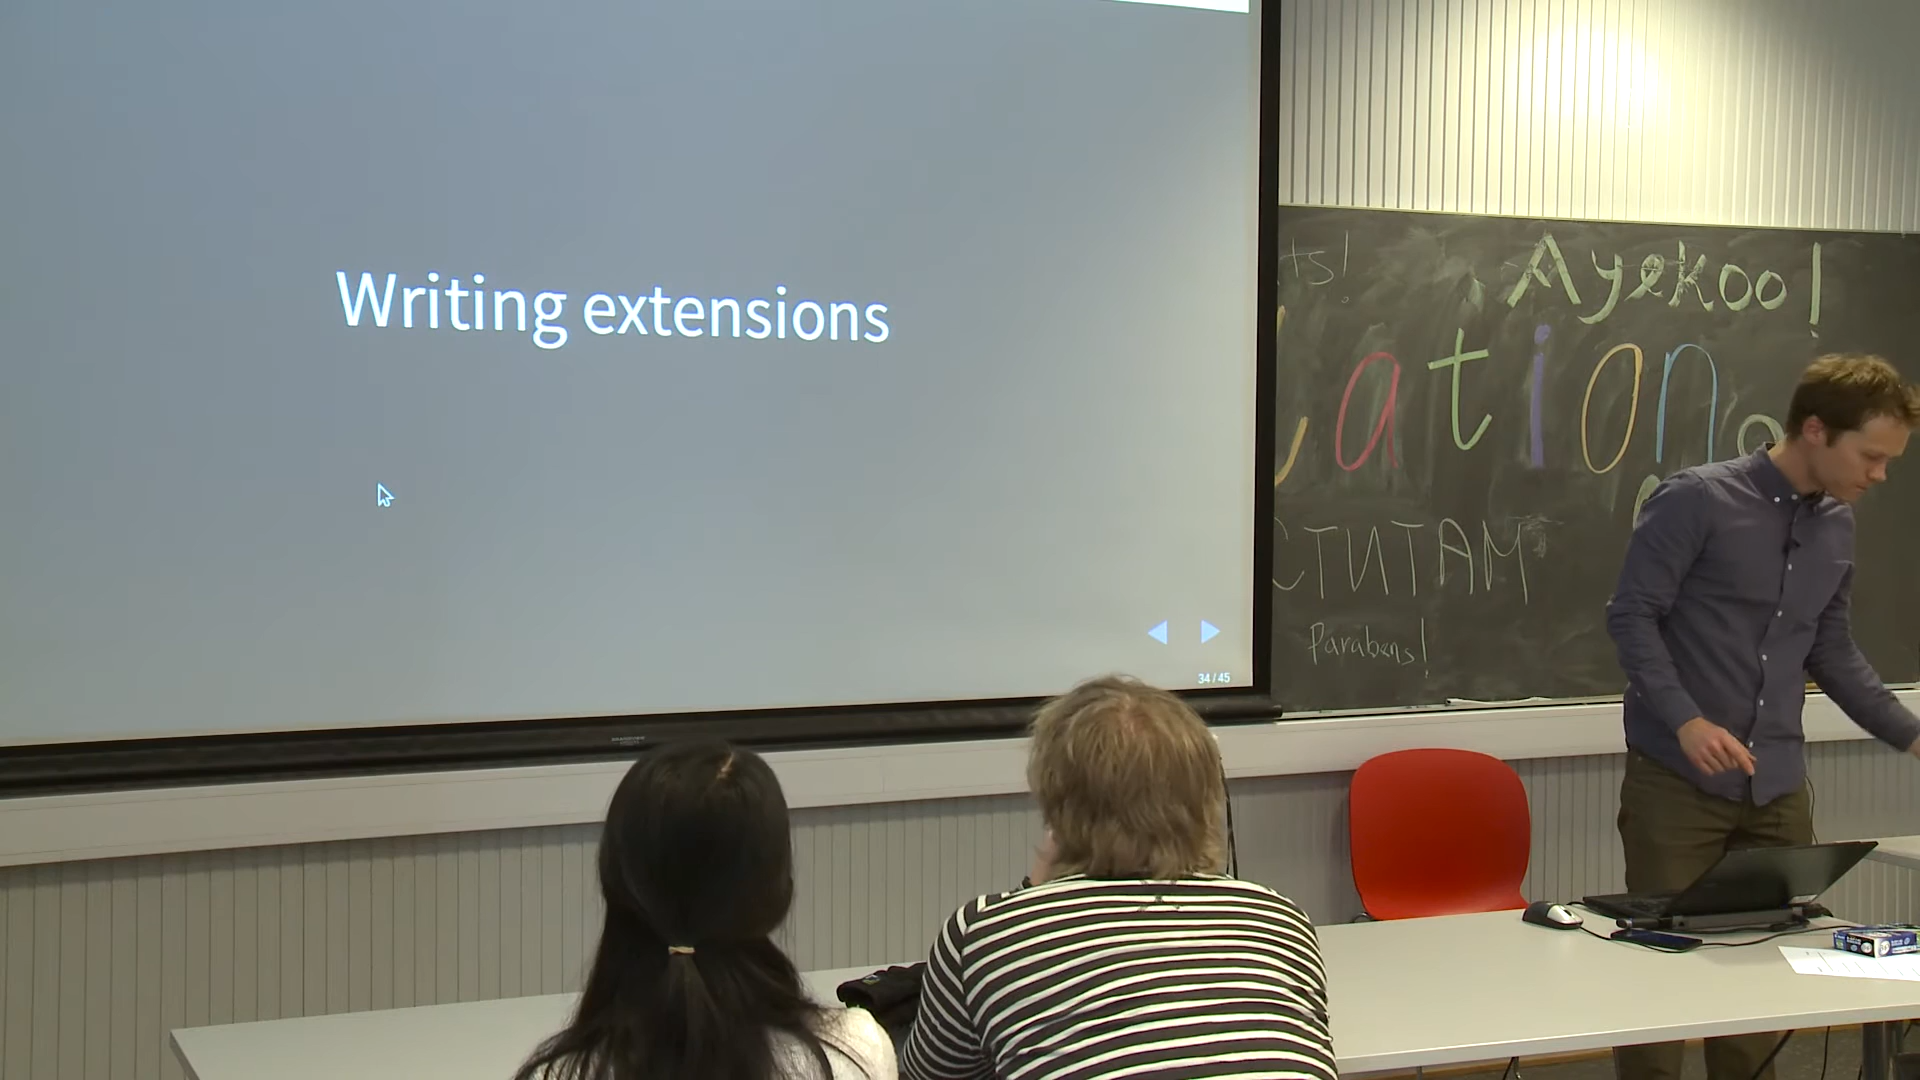 Writing extensions
34 / 45
ts!
Ayekoo!
ation
СТИТАМ
Parabens!